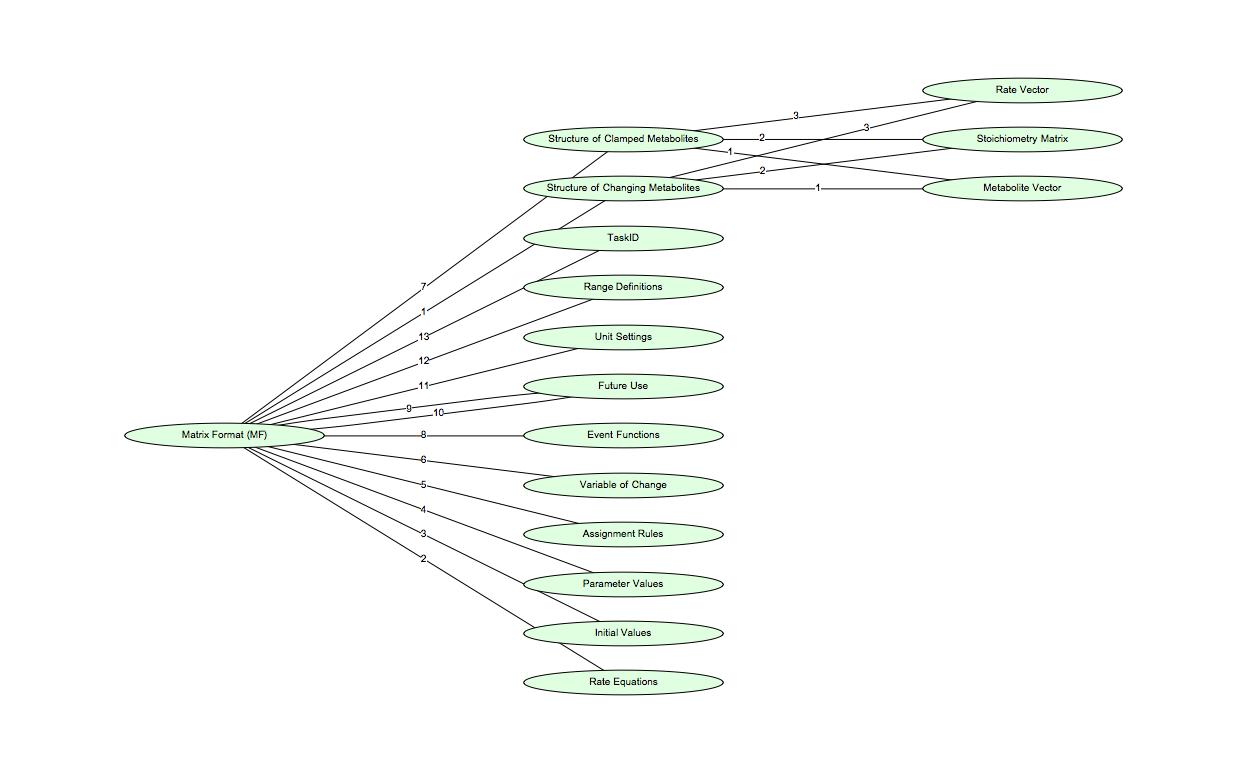 Rate Vector
3
3
Structure of Clamped Metabolites
2
Stoichiometry Matrix
1
2
Structure of Changing Metabolites
1
Metabolite Vector
TaskID
7
Range Definitions
1
13
Unit Settings
12
11
Future Use
9
10
Matrix Format (MF)
8
Event Functions
6
5
Variable of Change
4
3
Assignment Rules
2
Parameter Values
Initial Values
Rate Equations